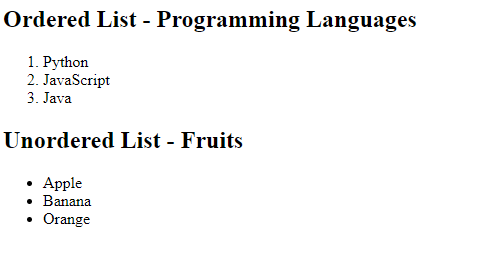 Ordered List - Programming Languages
1. Python
2. JavaScript
3. Java
Unordered List - Fruits
• Apple
• Banana
• Orange